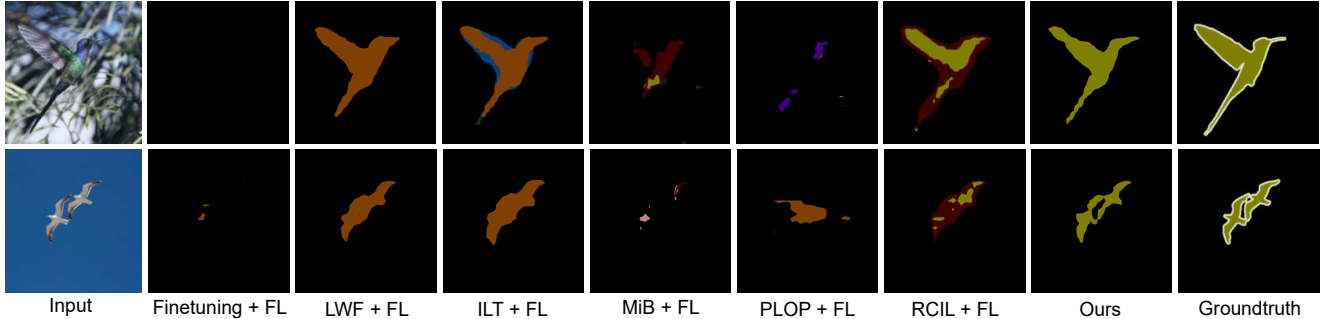 Input Finetuning + FL LWF + FL ILT + FL MiB + FL PLOP + FL RCIL + FL Ours Groundtruth